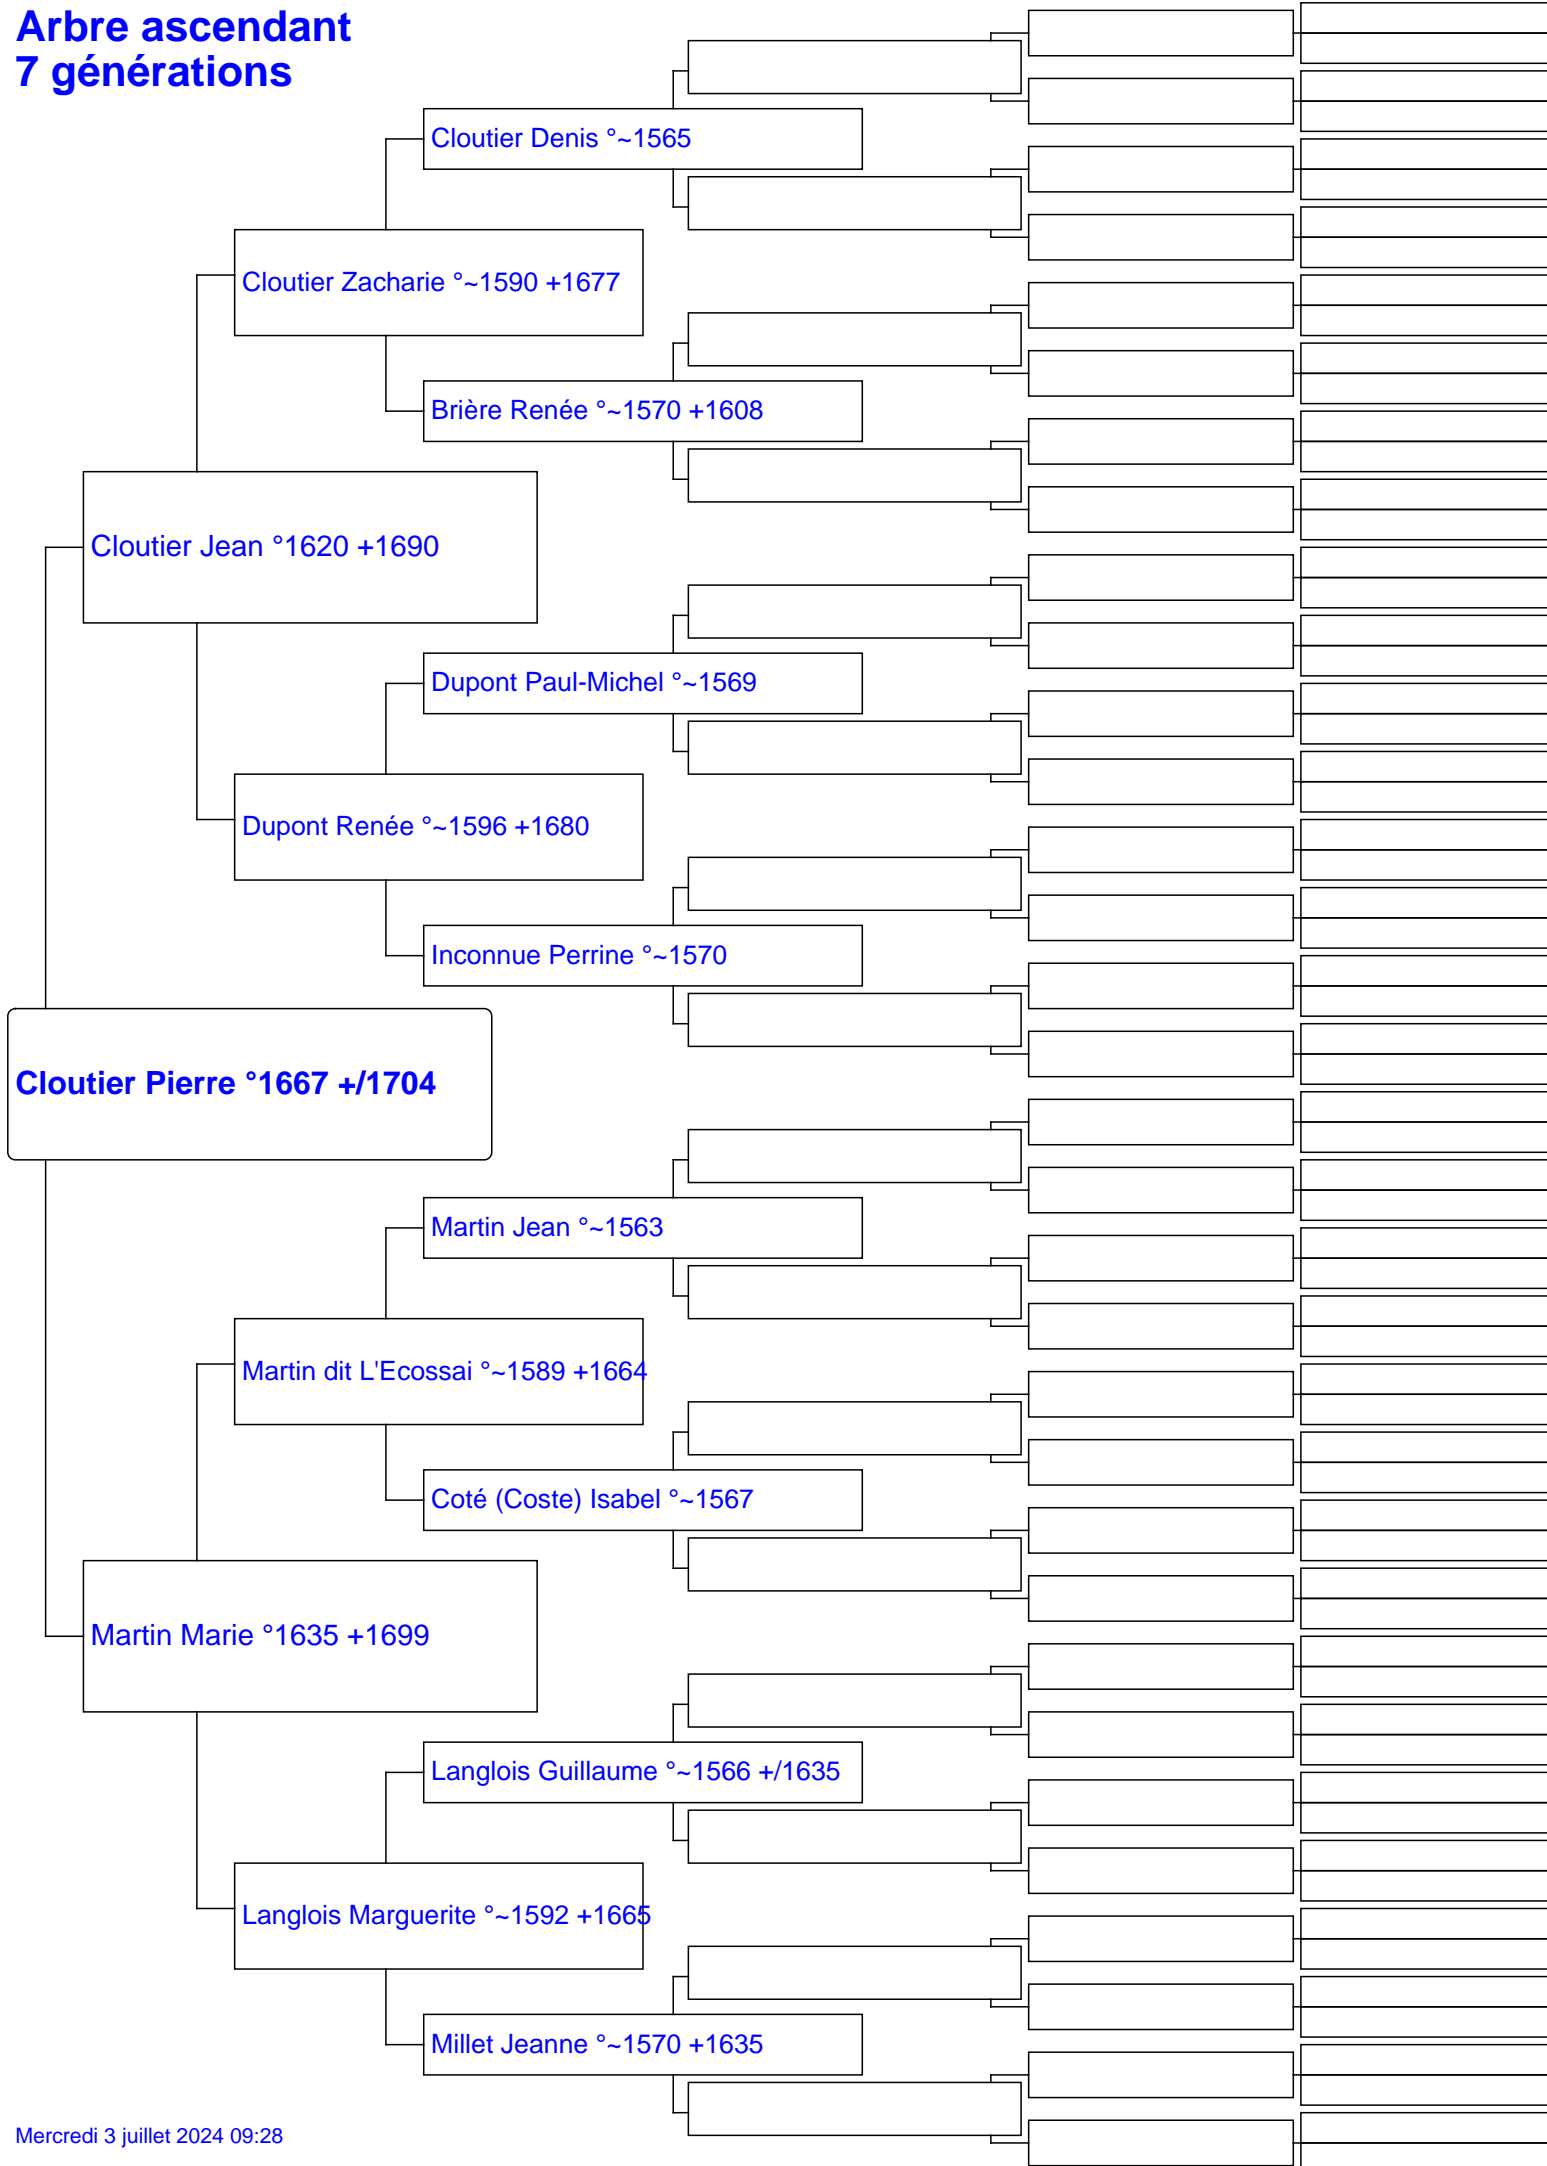 Arbre ascendant
7 générations
Cloutier Denis °~1565
Cloutier Zacharie °~1590 +1677
Brière Renée °~1570 +1608
Cloutier Jean °1620 +1690
Dupont Paul-Michel °~1569
Dupont Renée °~1596 +1680
Inconnue Perrine °~1570
Cloutier Pierre °1667 +/1704
Martin Jean °~1563
Martin dit L'Ecossai °~1589 +1664
Coté (Coste) Isabel °~1567
Martin Marie °1635 +1699
Langlois Guillaume °~1566 +/1635
Langlois Marguerite °~1592 +1665
Millet Jeanne °~1570 +1635
Mercredi 3 juillet 2024 09:28